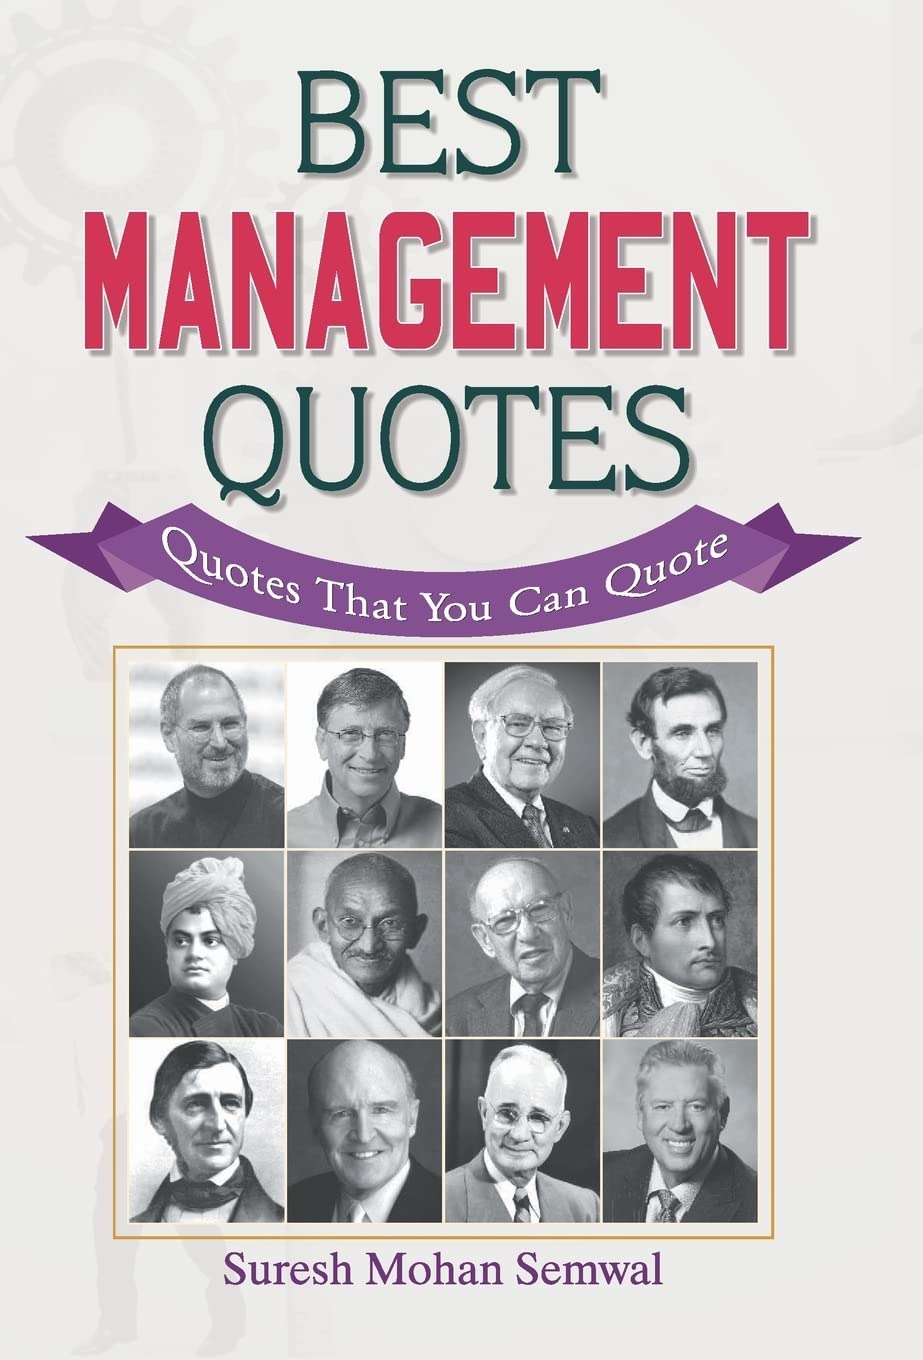 BEST
MANAGEMENT
QUOTES
Quotes That You Can Quote
Suresh Mohan Semwal